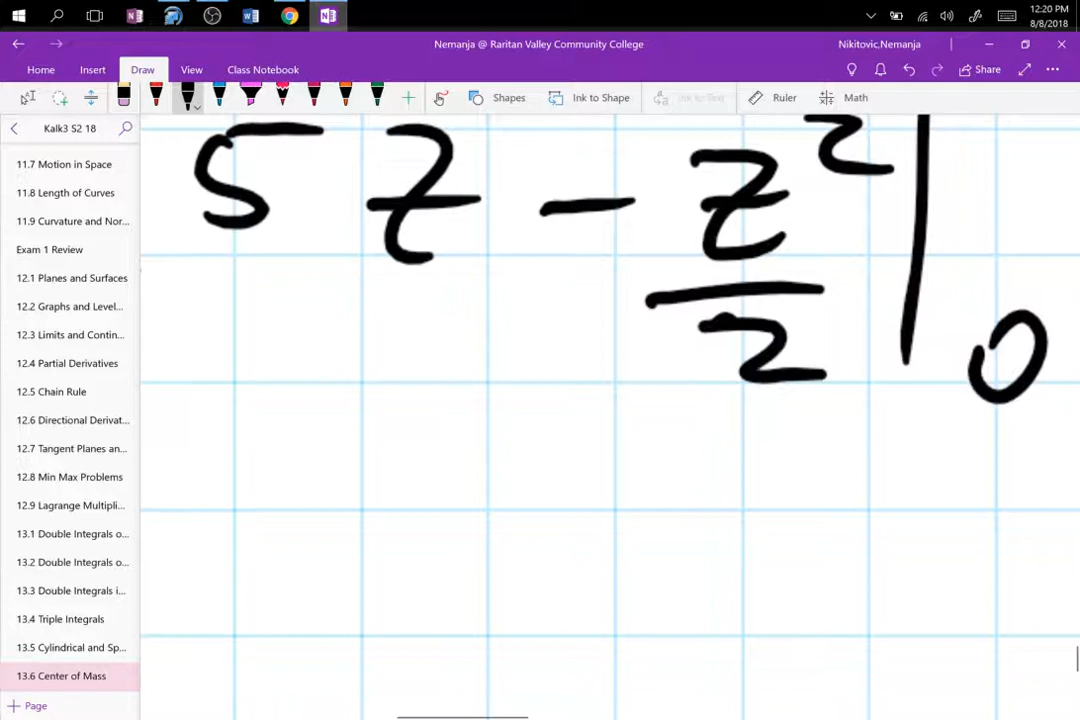 12:20 PM
8/8/2018
Nemanja @ Raritan Valley Community College
Nikitovic,Nemanja
Home Insert Draw View Class Notebook
Share
Shapes Ink to Shape Ink to Text Ruler Math
Kalk3 S2 18
11.7 Motion in Space
11.8 Length of Curves
11.9 Curvature and Nor...
Exam 1 Review
12.1 Planes and Surfaces
12.2 Graphs and Level...
12.3 Limits and Contin...
12.4 Partial Derivatives
12.5 Chain Rule
12.6 Directional Derivat...
12.7 Tangent Planes an...
12.8 Min Max Problems
12.9 Lagrange Multipli...
13.1 Double Integrals o...
13.2 Double Integrals o...
13.3 Double Integrals i...
13.4 Triple Integrals
13.5 Cylindrical and Sp...
13.6 Center of Mass
Page
5z - z²/2 |0